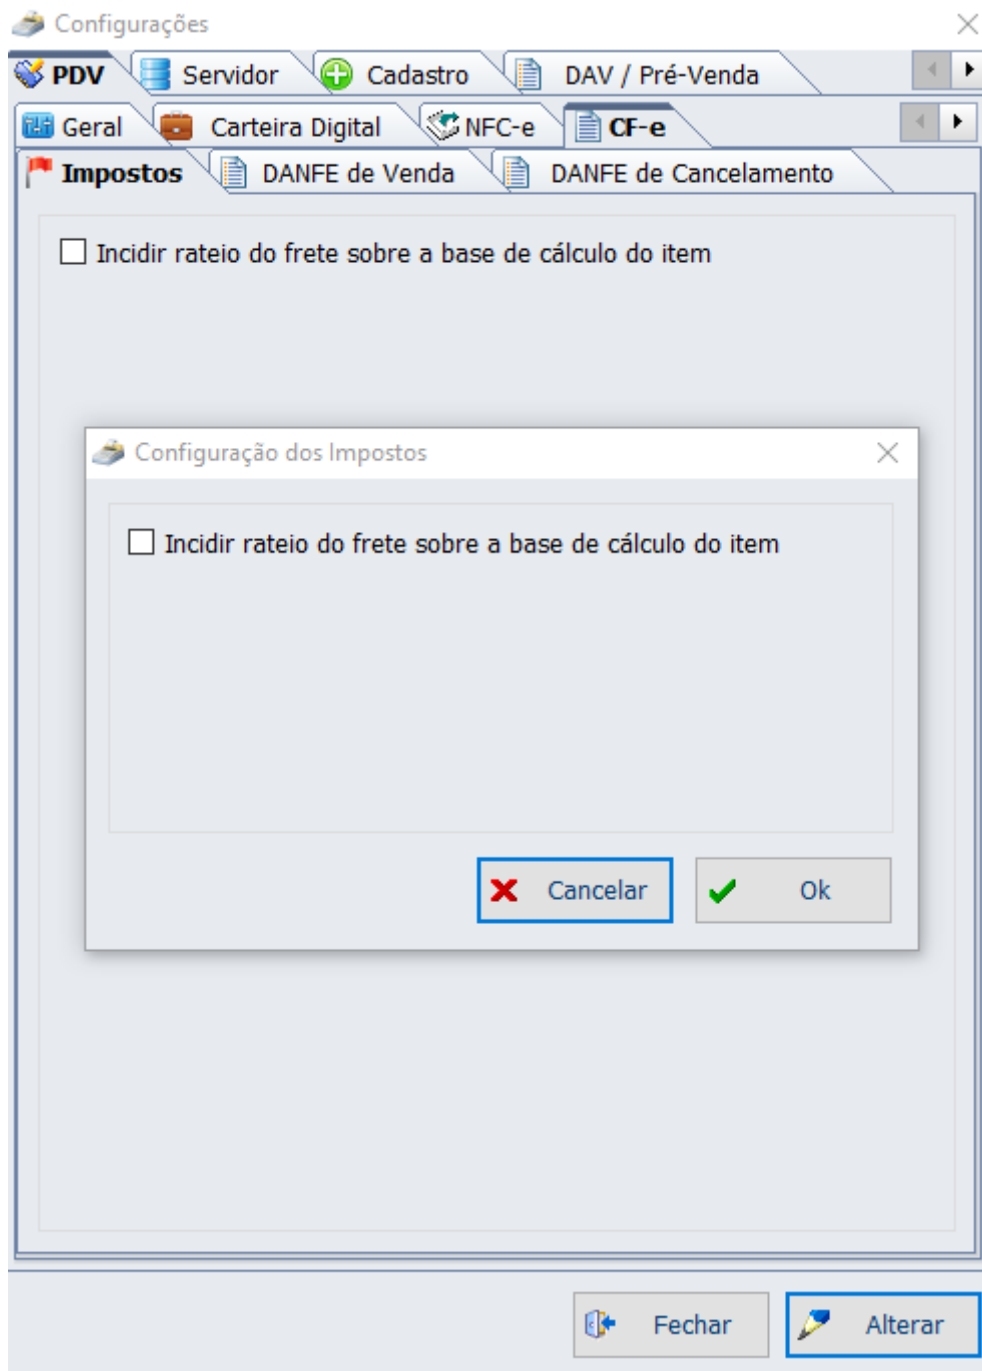 Configurações
PDV Servidor Cadastro DAV / Pré-Venda
Geral Carteira Digital NFC-e CF-e
Impostos DANFE de Venda DANFE de Cancelamento
Incidir rateio do frete sobre a base de cálculo do item
Configuração dos Impostos
Incidir rateio do frete sobre a base de cálculo do item
Cancelar Ok
Fechar Alterar